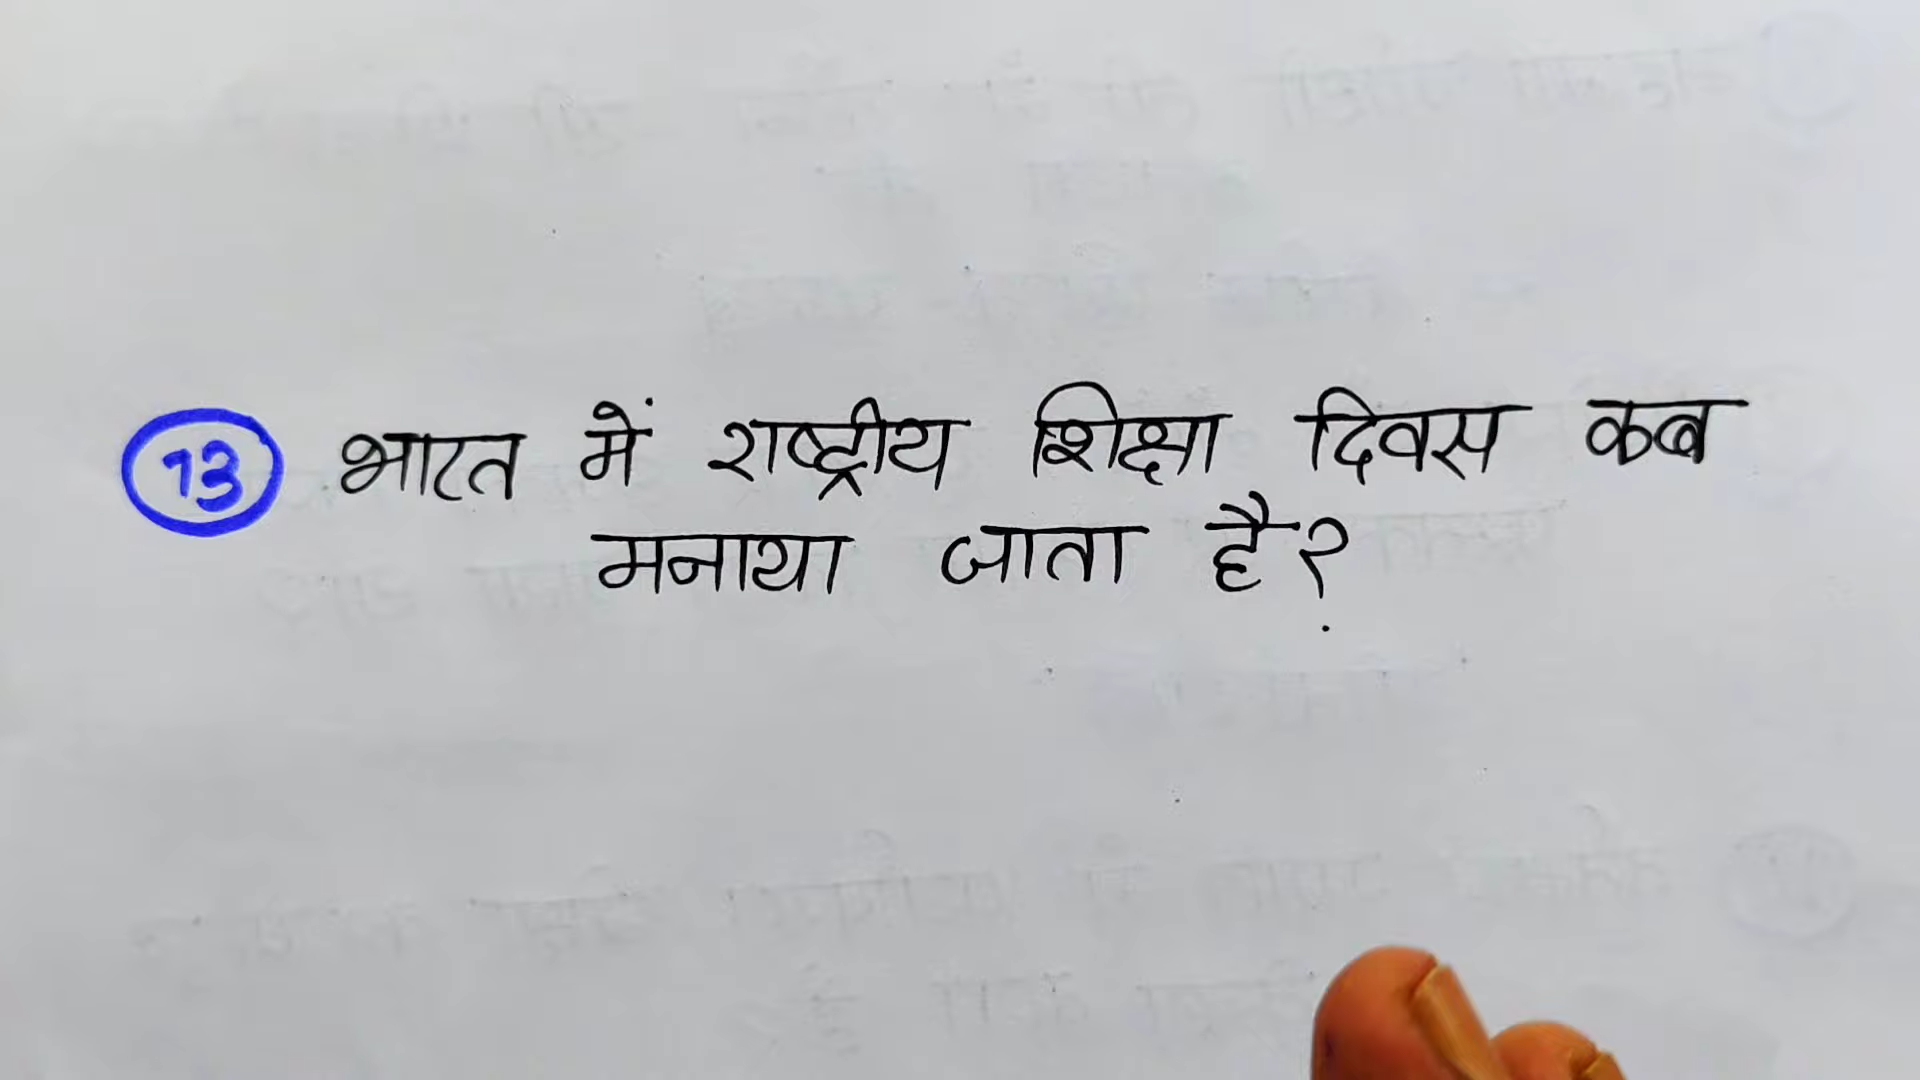 13 भारत में राष्ट्रीय शिक्षा दिवस कब
मनाया जाता है?